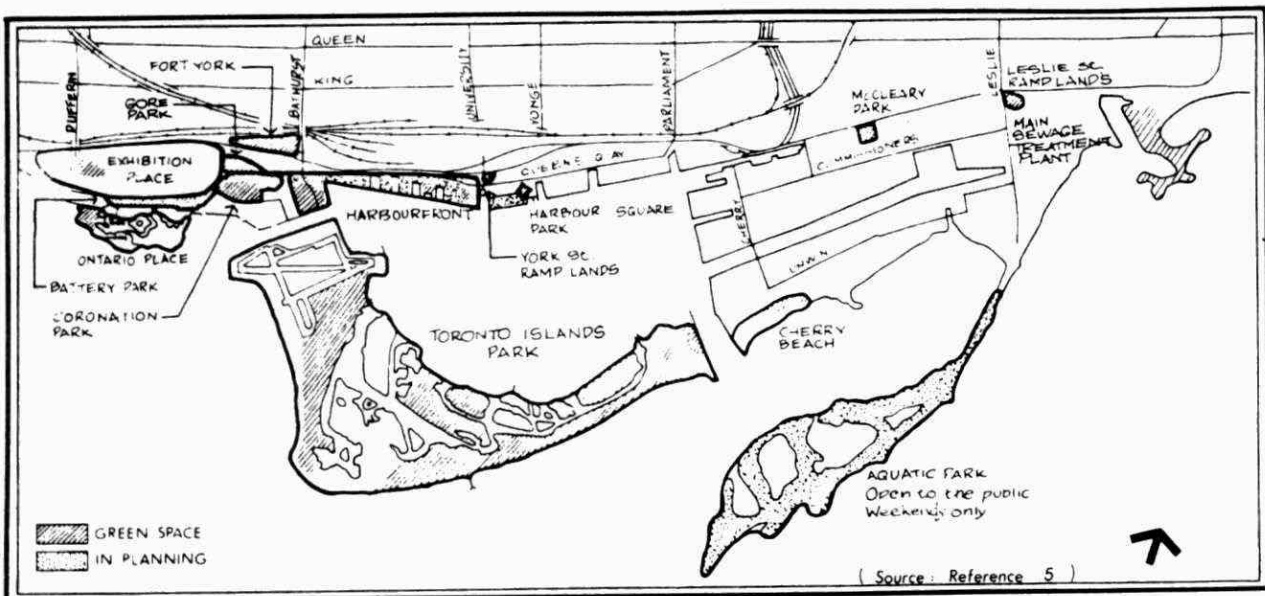 QUEEN
FORT YORK
KING
GORE
PARK
DUFFERIN
BATHURST
UNIVERSITY
YONGE
PARLIAMENT
LESLIE
MCCLEARY
PARK
LESLIE ST.
RAMP LANDS
MAIN
SEWAGE
TREATMENT
PLANT
EXHIBITION
PLACE
QUEENS QUAY
COMMISSIONERS
HARBOURFRONT
HARBOUR SQUARE
PARK
CHERRY
YORK ST.
RAMP LANDS
UNWIN
ONTARIO PLACE
BATTERY PARK
CORONATION
PARK
TORONTO ISLANDS
PARK
CHERRY
BEACH
AQUATIC PARK
Open to the public
Weekends only
GREEN SPACE
IN PLANNING
( Source : Reference 5 )